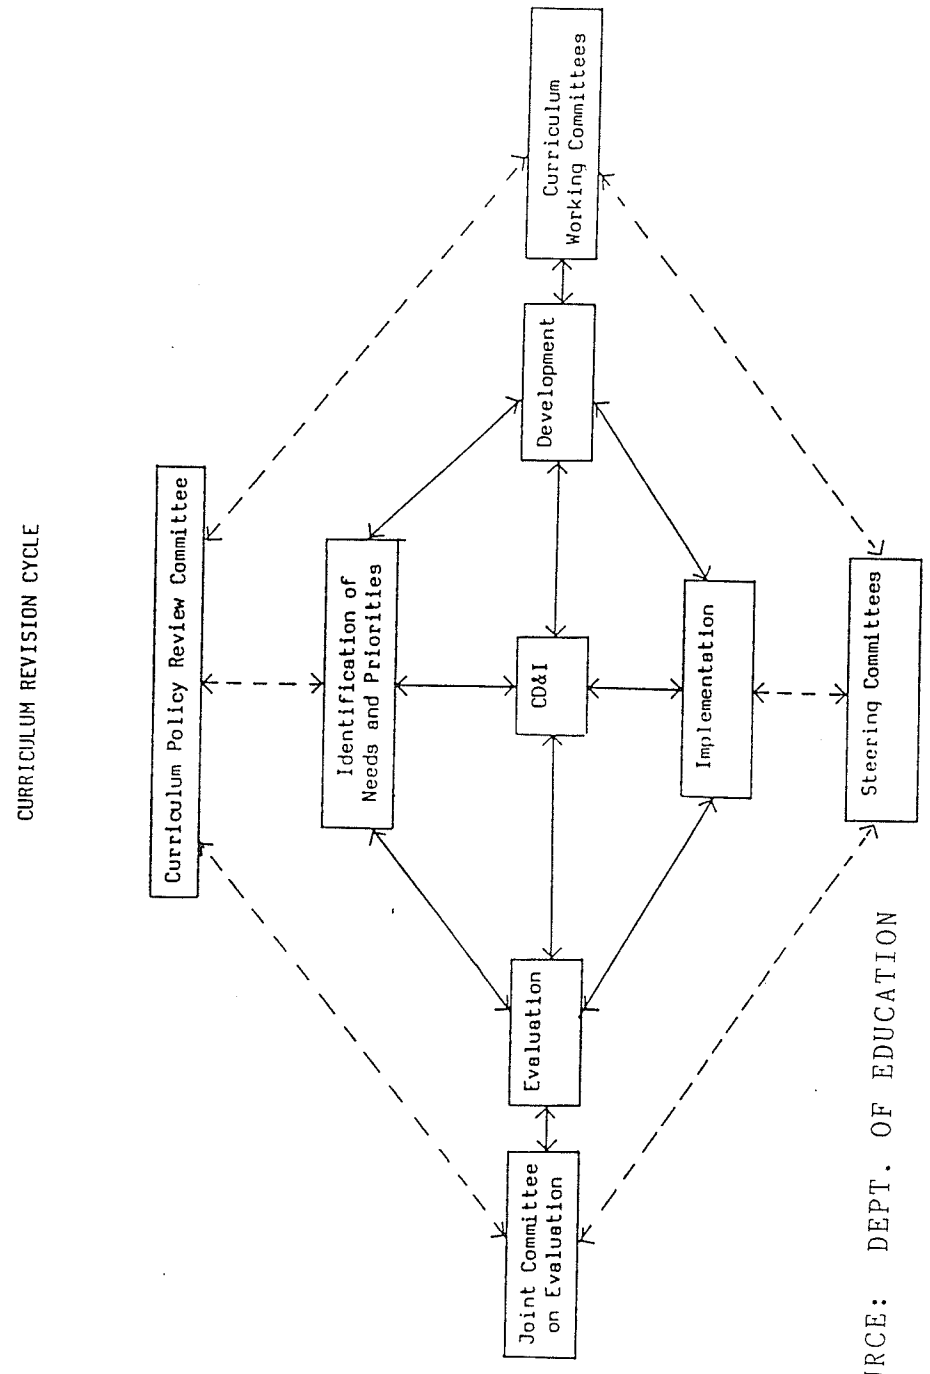 CURRICULUM REVISION CYCLE
Curriculum Policy Review Committee
Identification of
Needs and Priorities
Joint Committee
on Evaluation
Evaluation
CD&I
Development
Curriculum
Working Committees
Implementation
Steering Committees
URCE: DEPT. OF EDUCATION